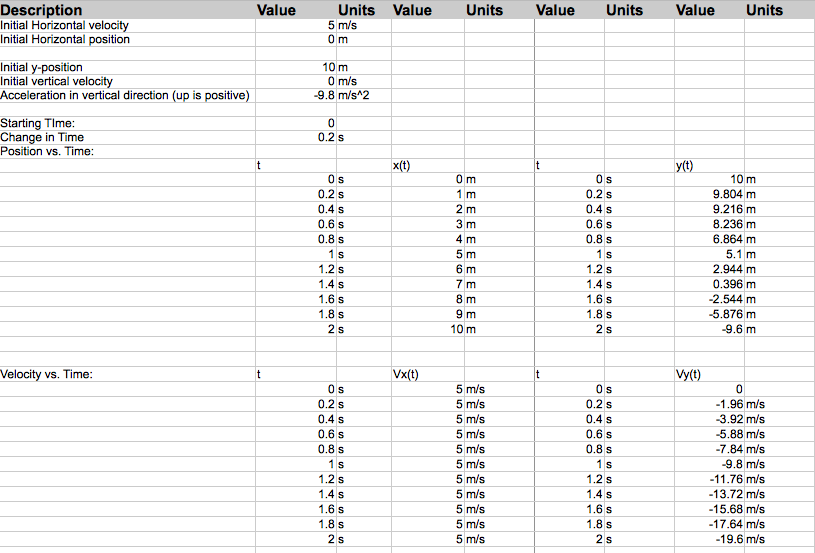 Description Value Units Value Units Value Units Value Units
Initial Horizontal velocity 5 m/s
Initial Horizontal position 0 m
Initial y-position 10 m
Initial vertical velocity 0 m/s
Acceleration in vertical direction (up is positive) -9.8 m/s^2
Starting TIme: 0
Change in Time 0.2 s
Position vs. Time:
t x(t) t y(t)
0 s 0 m 0 s 10 m
0.2 s 1 m 0.2 s 9.804 m
0.4 s 2 m 0.4 s 9.216 m
0.6 s 3 m 0.6 s 8.236 m
0.8 s 4 m 0.8 s 6.864 m
1 s 5 m 1 s 5.1 m
1.2 s 6 m 1.2 s 2.944 m
1.4 s 7 m 1.4 s 0.396 m
1.6 s 8 m 1.6 s -2.544 m
1.8 s 9 m 1.8 s -5.876 m
2 s 10 m 2 s -9.6 m
Velocity vs. Time: t Vx(t) t Vy(t)
0 s 5 m/s 0 s 0
0.2 s 5 m/s 0.2 s -1.96 m/s
0.4 s 5 m/s 0.4 s -3.92 m/s
0.6 s 5 m/s 0.6 s -5.88 m/s
0.8 s 5 m/s 0.8 s -7.84 m/s
1 s 5 m/s 1 s -9.8 m/s
1.2 s 5 m/s 1.2 s -11.76 m/s
1.4 s 5 m/s 1.4 s -13.72 m/s
1.6 s 5 m/s 1.6 s -15.68 m/s
1.8 s 5 m/s 1.8 s -17.64 m/s
2 s 5 m/s 2 s -19.6 m/s